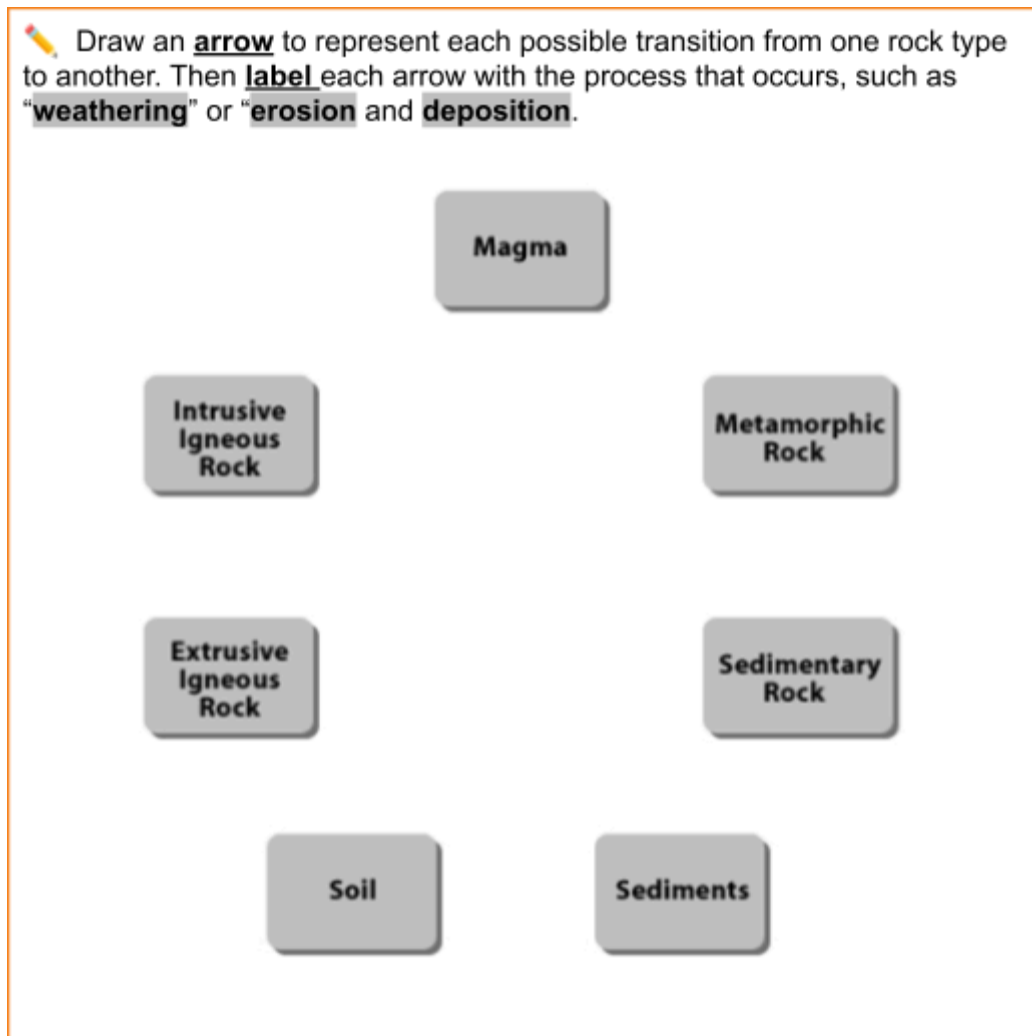 Draw an arrow to represent each possible transition from one rock type
to another. Then label each arrow with the process that occurs, such as
“weathering” or “erosion and deposition.
Magma
Intrusive
Igneous
Rock
Metamorphic
Rock
Extrusive
Igneous
Rock
Sedimentary
Rock
Soil
Sediments